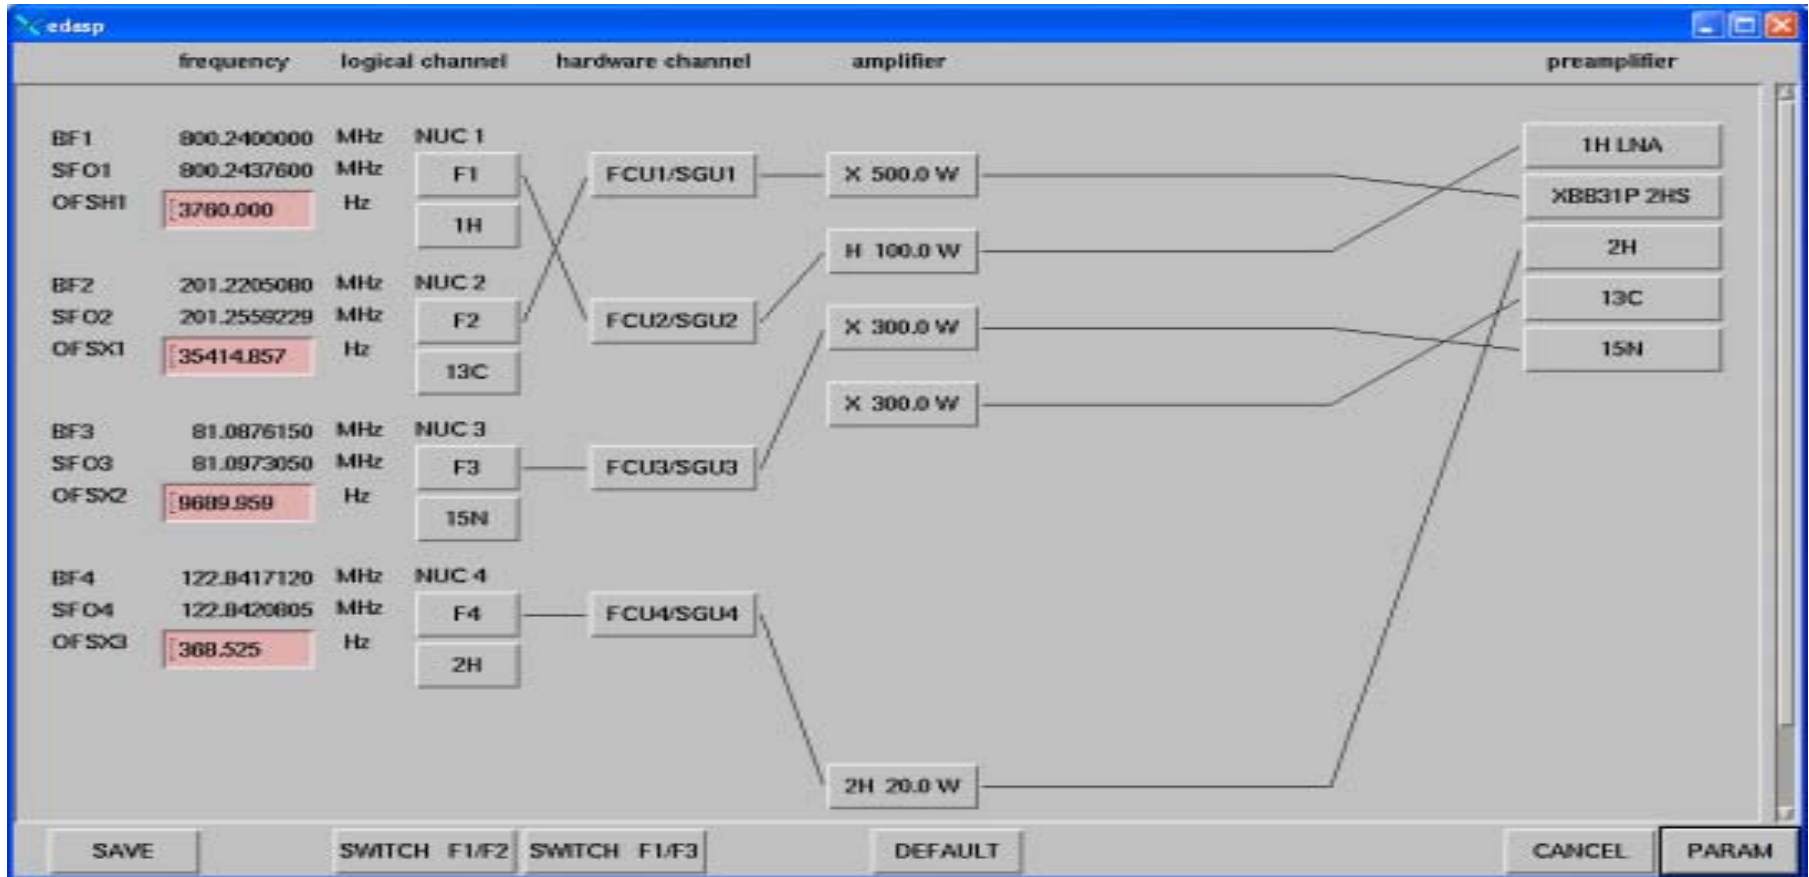 edasp
frequency logical channel hardware channel amplifier preamplifier
BF1 800.2400000 MHz NUC 1
SFO1 800.2437600 MHz F1 FCU1/SGU1 X 500.0 W 1H LNA
OFSH1 3760.000 Hz 1H XBB31P 2HS
H 100.0 W 2H
BF2 201.2205080 MHz NUC 2
SFO2 201.2559229 MHz F2 FCU2/SGU2 X 300.0 W 13C
OFSX1 35414.857 Hz 13C 15N
X 300.0 W
BF3 81.0876150 MHz NUC 3
SFO3 81.0973050 MHz F3 FCU3/SGU3
OFSX2 9689.959 Hz 15N
BF4 122.8417120 MHz NUC 4
SFO4 122.8420805 MHz F4 FCU4/SGU4
OFSX3 368.525 Hz 2H
2H 20.0 W
SAVE SWITCH F1/F2 SWITCH F1/F3 DEFAULT CANCEL PARAM